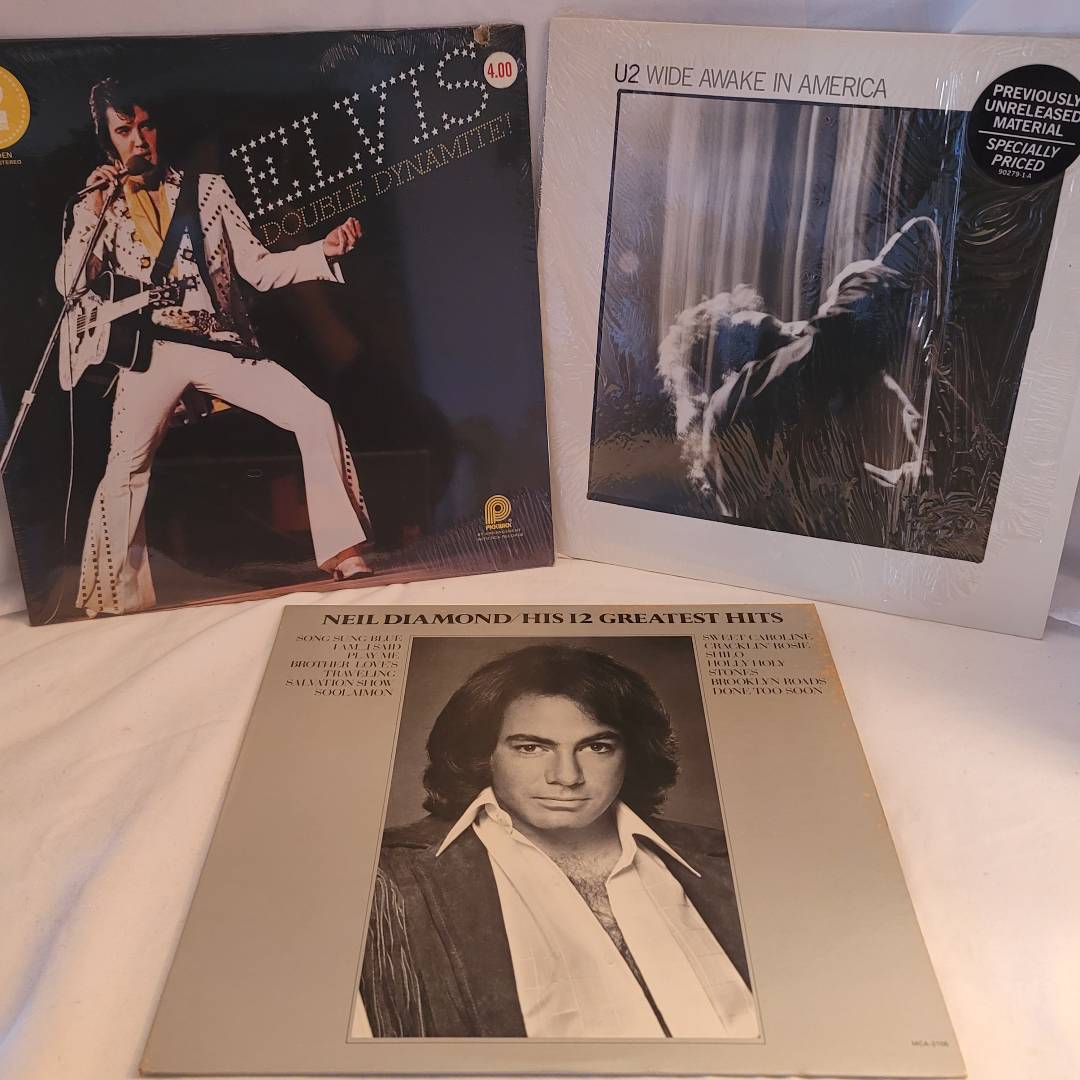 ELVIS
DOUBLE DYNAMITE!
4.00
PICKWICK
U2 WIDE AWAKE IN AMERICA
PREVIOUSLY
UNRELEASED
MATERIAL
SPECIALLY
PRICED
90279-1-A
NEIL DIAMOND/HIS 12 GREATEST HITS
SONG SUNG BLUE
I AM...I SAID
PLAY ME
BROTHER LOVE'S
TRAVELING
SALVATION SHOW
SOOLAIMON
SWEET CAROLINE
CRACKLIN' ROSIE
SHILO
HOLLY HOLY
STONES
BROOKLYN ROADS
DONE TOO SOON
MCA-2106